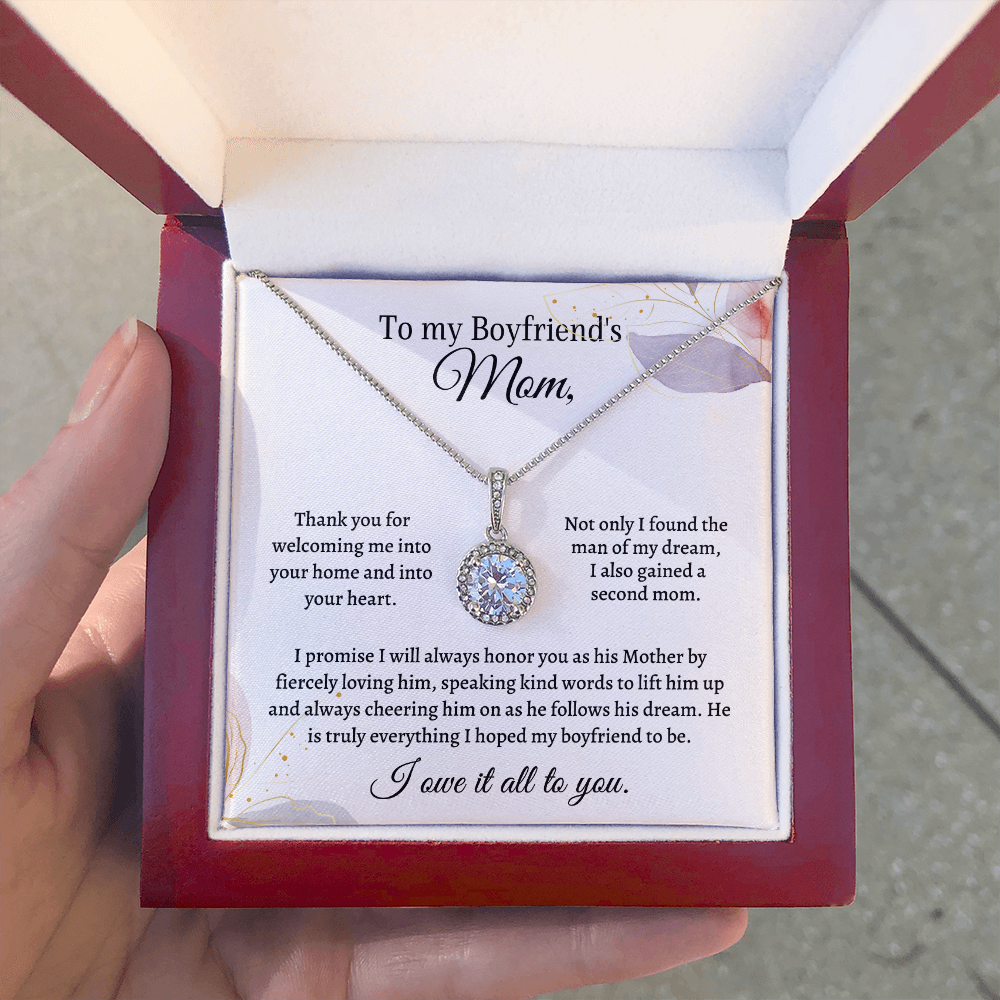 To my Boyfriend's
Mom,
Thank you for
welcoming me into
your home and into
your heart.
Not only I found the
man of my dream,
I also gained a
second mom.
I promise I will always honor you as his Mother by
fiercely loving him, speaking kind words to lift him up
and always cheering him on as he follows his dream. He
is truly everything I hoped my boyfriend to be.
I owe it all to you.